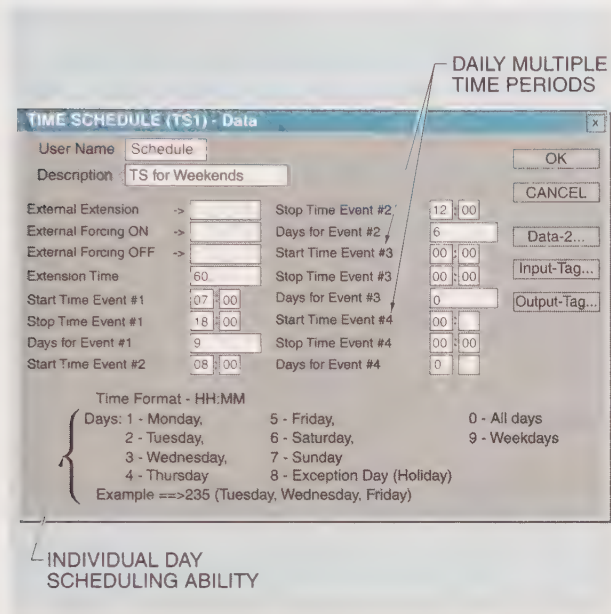 DAILY MULTIPLE
TIME PERIODS
TIME SCHEDULE (TS1) - Data
x
User Name Schedule
Description TS for Weekends
OK
CANCEL
Data-2...
Input-Tag...
Output-Tag...
External Extension ->
External Forcing ON ->
External Forcing OFF ->
Extension Time 60
Start Time Event #1 07 : 00
Stop Time Event #1 18 : 00
Days for Event #1 9
Start Time Event #2 08 : 00
Stop Time Event #2 12 : 00
Days for Event #2 6
Start Time Event #3 00 : 00
Stop Time Event #3 00 : 00
Days for Event #3 0
Start Time Event #4 00 :
Stop Time Event #4 00 : 00
Days for Event #4 0
Time Format - HH:MM
Days: 1 - Monday, 5 - Friday, 0 - All days
2 - Tuesday, 6 - Saturday, 9 - Weekdays
3 - Wednesday, 7 - Sunday
4 - Thursday 8 - Exception Day (Holiday)
Example ==>235 (Tuesday, Wednesday, Friday)
INDIVIDUAL DAY
SCHEDULING ABILITY